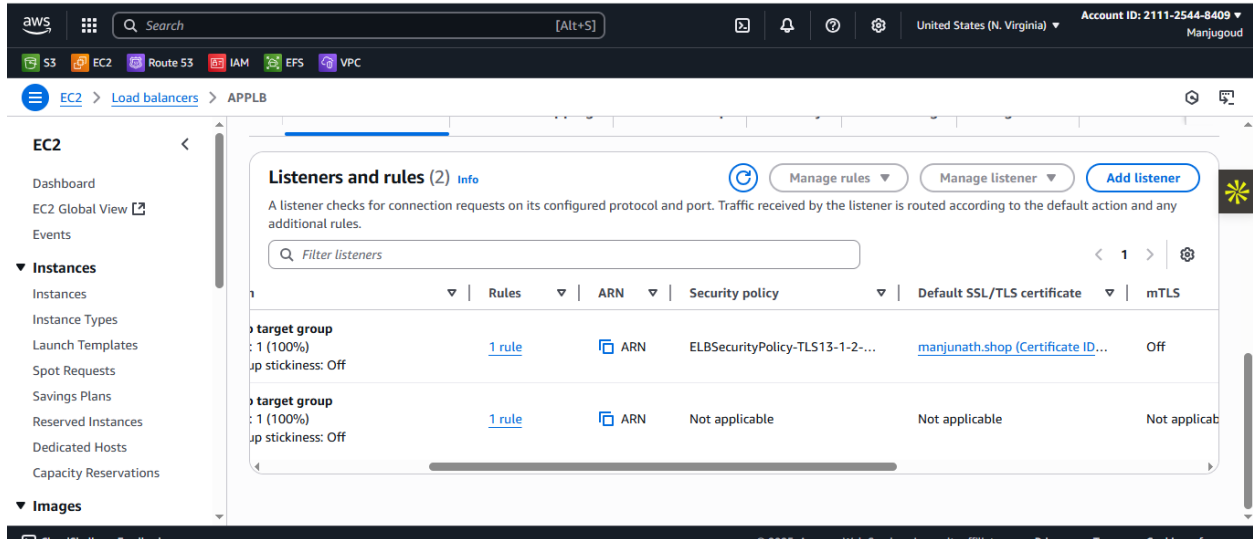 aws
Search [Alt+S]
United States (N. Virginia)
Account ID: 2111-2544-8409
Manjugoud
S3 EC2 Route 53 IAM EFS VPC
EC2 > Load balancers > APPLB
EC2
Dashboard
EC2 Global View
Events
Instances
Instances
Instance Types
Launch Templates
Spot Requests
Savings Plans
Reserved Instances
Dedicated Hosts
Capacity Reservations
Images
Listeners and rules (2) Info
Manage rules
Manage listener
Add listener
A listener checks for connection requests on its configured protocol and port. Traffic received by the listener is routed according to the default action and any
additional rules.
Filter listeners
1
Rules ARN Security policy Default SSL/TLS certificate mTLS
target group
: 1 (100%)
stickiness: Off
1 rule ARN ELBSecurityPolicy-TLS13-1-2-... manjunath.shop (Certificate ID... Off
target group
: 1 (100%)
stickiness: Off
1 rule ARN Not applicable Not applicable Not applicab